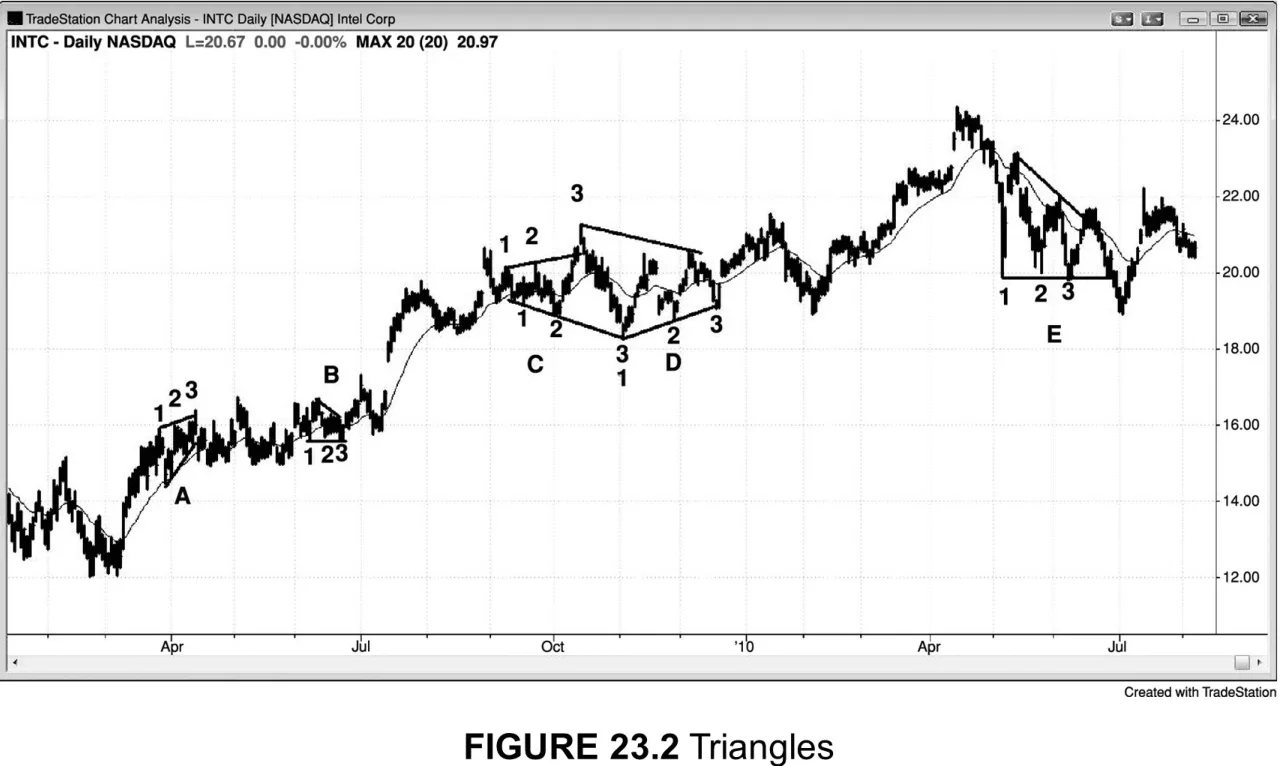 TradeStation Chart Analysis - INTC Daily [NASDAQ] Intel Corp
INTC - Daily NASDAQ L=20.67 0.00 -0.00% MAX 20 (20) 20.97
24.00
22.00
20.00
18.00
16.00
14.00
12.00
1 2 3
A
B
1 2 3
1 2 3
1 2 3
C
1 2 3
D
1 2 3
E
Apr Jul Oct '10 Apr Jul
Created with TradeStation
FIGURE 23.2 Triangles